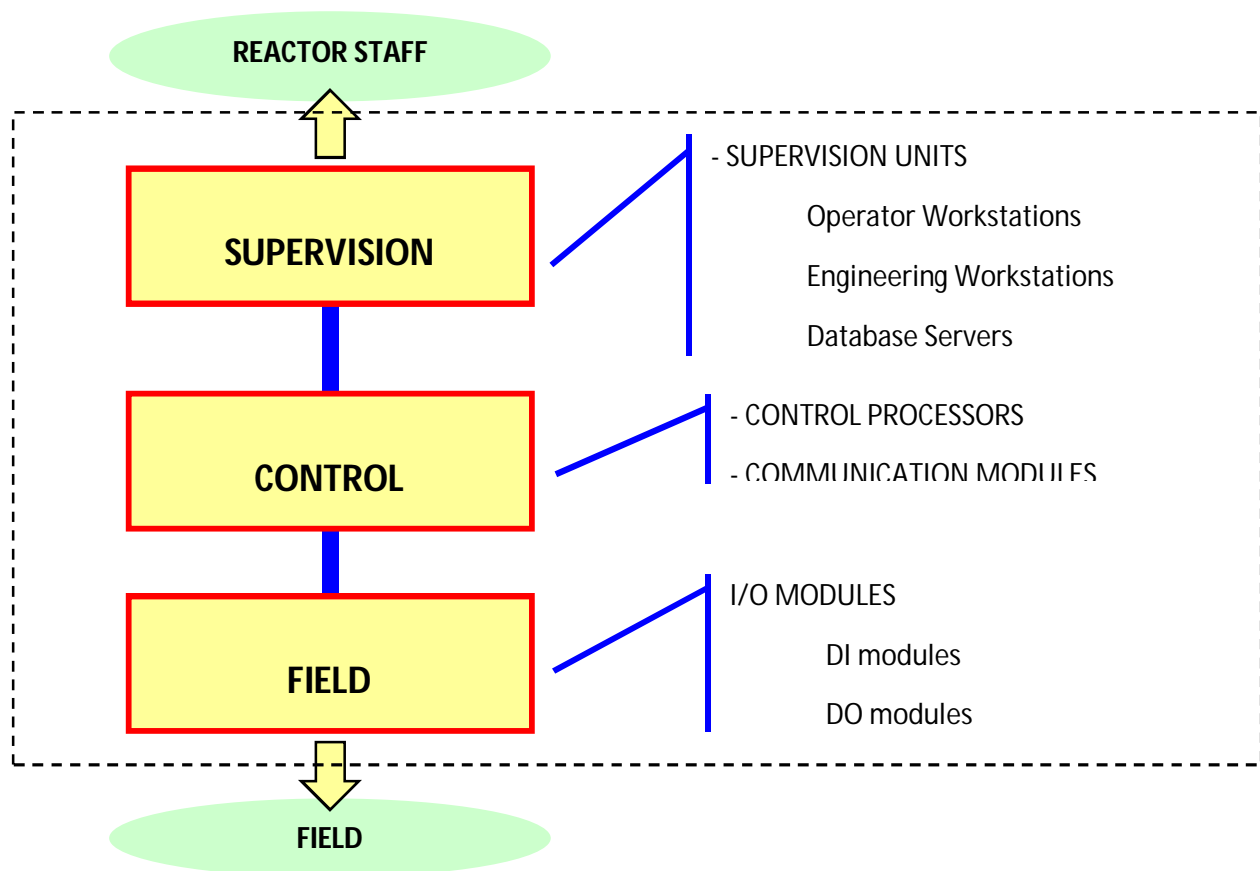 REACTOR STAFF
SUPERVISION
- SUPERVISION UNITS
Operator Workstations
Engineering Workstations
Database Servers
CONTROL
- CONTROL PROCESSORS
- COMMUNICATION MODULES
FIELD
I/O MODULES
DI modules
DO modules
FIELD